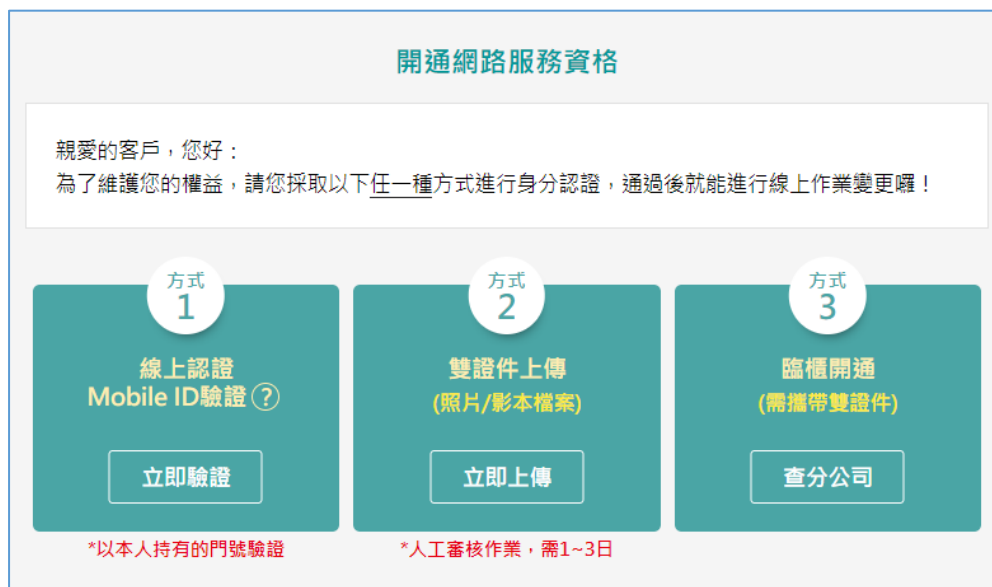 開通網路服務資格
親愛的客戶，您好：
為了維護您的權益，請您採取以下任一種方式進行身分認證，通過後就能進行線上作業變更囉！
方式
1
線上認證
Mobile ID驗證?
立即驗證
*以本人持有的門號驗證
方式
2
雙證件上傳
(照片/影本檔案)
立即上傳
*人工審核作業，需1~3日
方式
3
臨櫃開通
(需攜帶雙證件)
查分公司